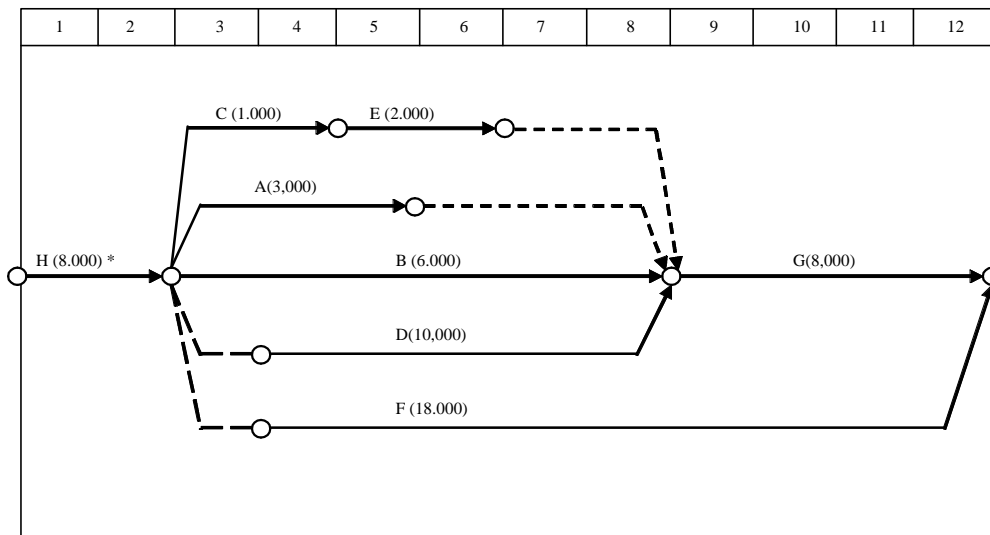 1 2 3 4 5 6 7 8 9 10 11 12
C (1.000) E (2.000)
A(3,000)
H (8.000) * B (6.000) G(8,000)
D(10,000)
F (18.000)